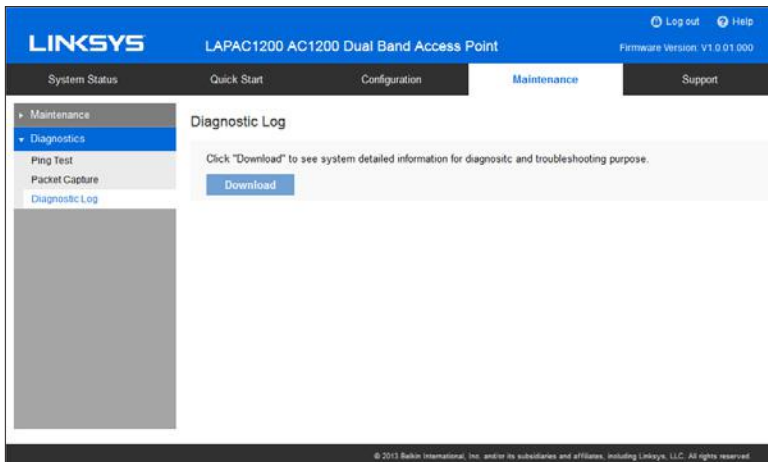 Log out Help
LINKSYS LAPAC1200 AC1200 Dual Band Access Point Firmware Version: V1.0.01.000
System Status Quick Start Configuration Maintenance Support
Maintenance
Diagnostics
Ping Test
Packet Capture
Diagnostic Log
Diagnostic Log
Click "Download" to see system detailed information for diagnositc and troubleshooting purpose.
Download
© 2013 Belkin International, Inc. and/or its subsidiaries and affiliates, including Linksys, LLC. All rights reserved.